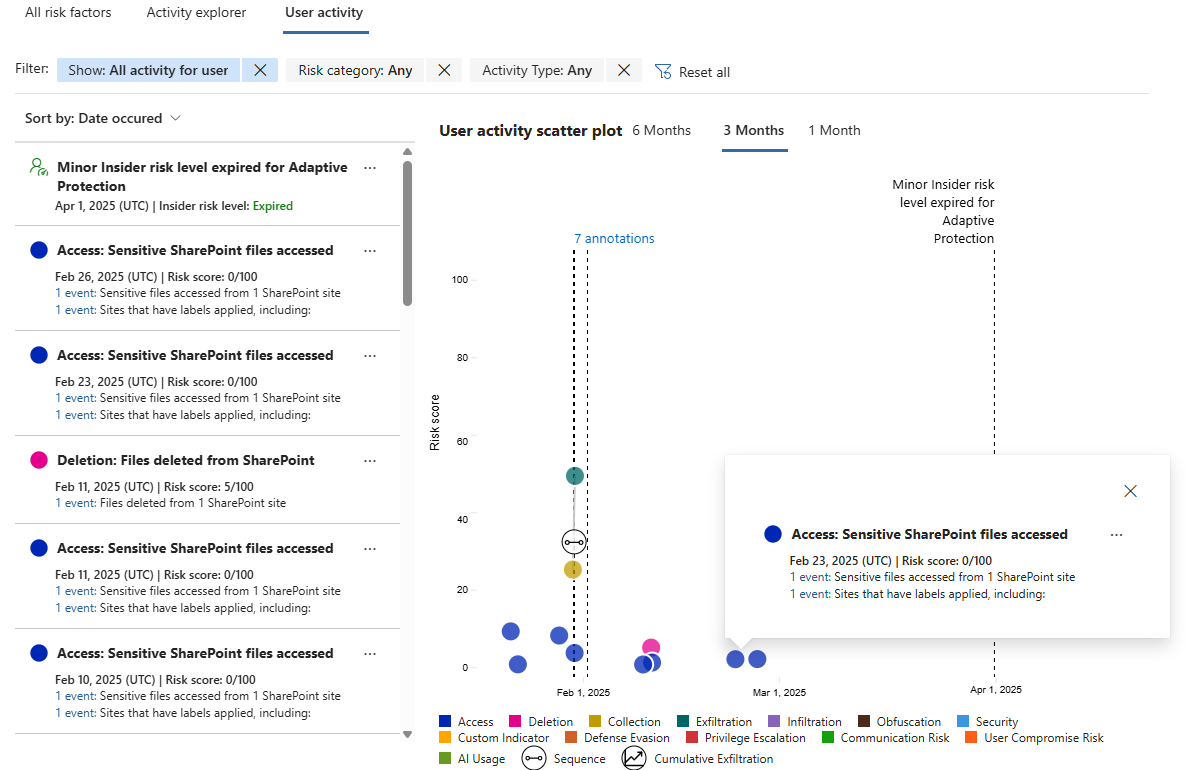 All risk factors
Activity explorer
User activity
Filter:
Show: All activity for user
Risk category: Any
Activity Type: Any
Reset all
Sort by: Date occured
Minor Insider risk level expired for Adaptive
Protection
Apr 1, 2025 (UTC) | Insider risk level: Expired
Access: Sensitive SharePoint files accessed
Feb 26, 2025 (UTC) | Risk score: 0/100
1 event: Sensitive files accessed from 1 SharePoint site
1 event: Sites that have labels applied, including:
Access: Sensitive SharePoint files accessed
Feb 23, 2025 (UTC) | Risk score: 0/100
1 event: Sensitive files accessed from 1 SharePoint site
1 event: Sites that have labels applied, including:
Deletion: Files deleted from SharePoint
Feb 11, 2025 (UTC) | Risk score: 5/100
1 event: Files deleted from 1 SharePoint site
Access: Sensitive SharePoint files accessed
Feb 11, 2025 (UTC) | Risk score: 0/100
1 event: Sensitive files accessed from 1 SharePoint site
1 event: Sites that have labels applied, including:
Access: Sensitive SharePoint files accessed
Feb 10, 2025 (UTC) | Risk score: 0/100
1 event: Sensitive files accessed from 1 SharePoint site
1 event: Sites that have labels applied, including:
User activity scatter plot
6 Months
3 Months
1 Month
Minor Insider risk
level expired for
Adaptive
Protection
7 annotations
100
80
60
40
20
0
Risk score
Access: Sensitive SharePoint files accessed
Feb 23, 2025 (UTC) | Risk score: 0/100
1 event: Sensitive files accessed from 1 SharePoint site
1 event: Sites that have labels applied, including:
Feb 1, 2025
Mar 1, 2025
Apr 1, 2025
Access Deletion Collection Exfiltration Infiltration Obfuscation Security
Custom Indicator Defense Evasion Privilege Escalation Communication Risk User Compromise Risk
AI Usage Sequence Cumulative Exfiltration